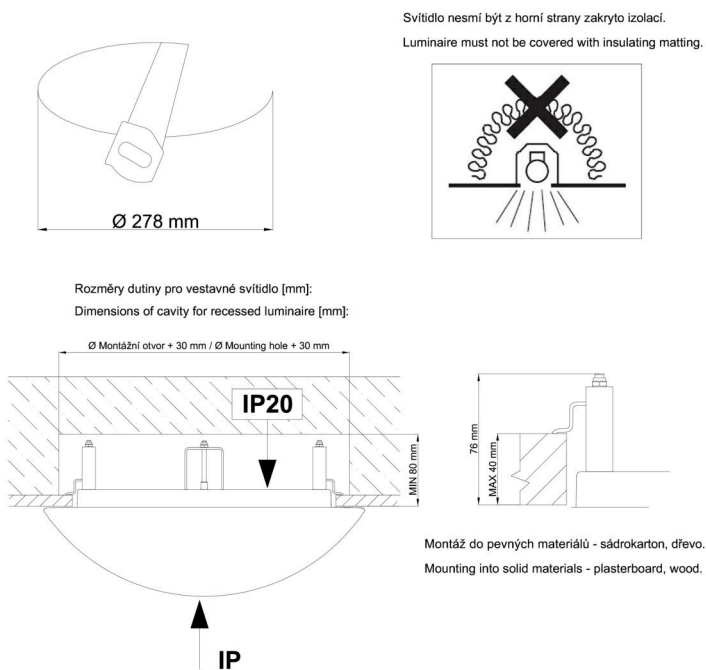 Svítidlo nesmí být z horní strany zakryto izolací.
Luminaire must not be covered with insulating matting.
Ø 278 mm
Rozměry dutiny pro vestavné svítidlo [mm]:
Dimensions of cavity for recessed luminaire [mm]:
Ø Montážní otvor + 30 mm / Ø Mounting hole + 30 mm
IP20
MIN 80 mm
76 mm
MAX 40 mm
Montáž do pevných materiálů - sádrokarton, dřevo.
Mounting into solid materials - plasterboard, wood.
IP